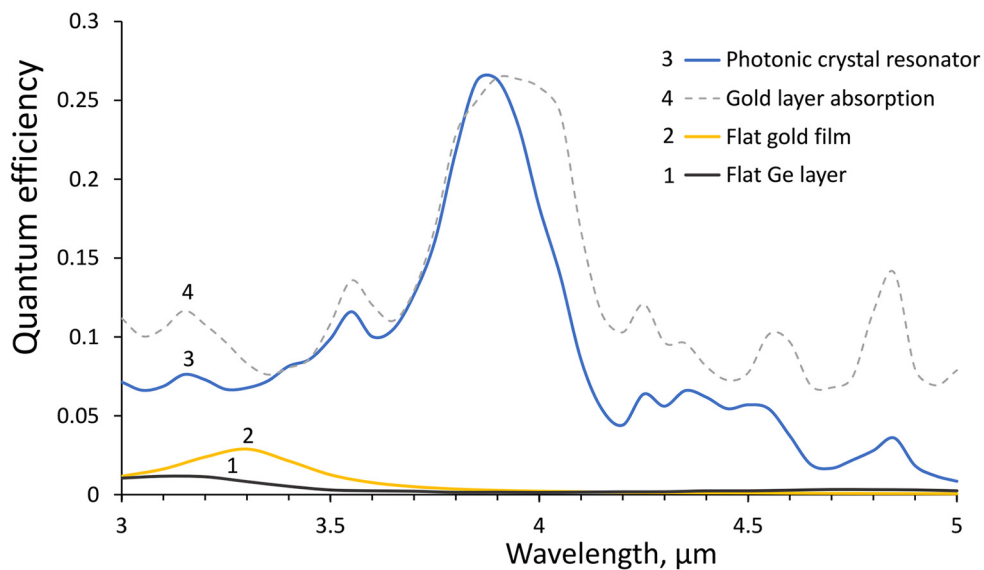 0.3
0.25
0.2
0.15
0.1
0.05
0
Quantum efficiency
3 Photonic crystal resonator
4 Gold layer absorption
2 Flat gold film
1 Flat Ge layer
4
3
2
1
3 3.5 4 4.5 5
Wavelength, μm